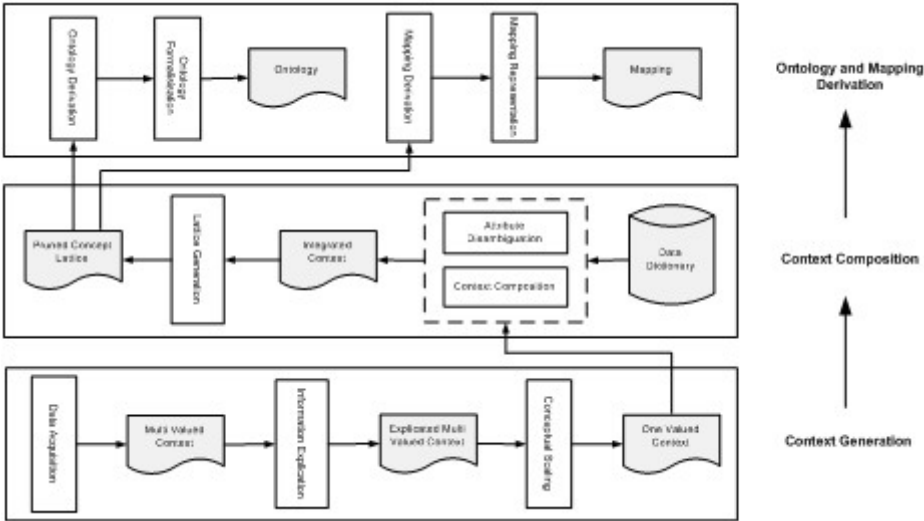 Ontology Derivation
Ontology
Formalisization
Ontology
Mapping Derivation
Mapping Representation
Mapping
Ontology and Mapping
Derivation
Pruned Concept
Lattice
Lattice Generation
Integrated
Context
Attribute
Disambiguation
Context Composition
Data
Dictionary
Context Composition
Data Acquisition
Multi Valued
Context
Information Explication
Explicated Multi
Valued Context
Conceptual Scaling
One Valued
Context
Context Generation